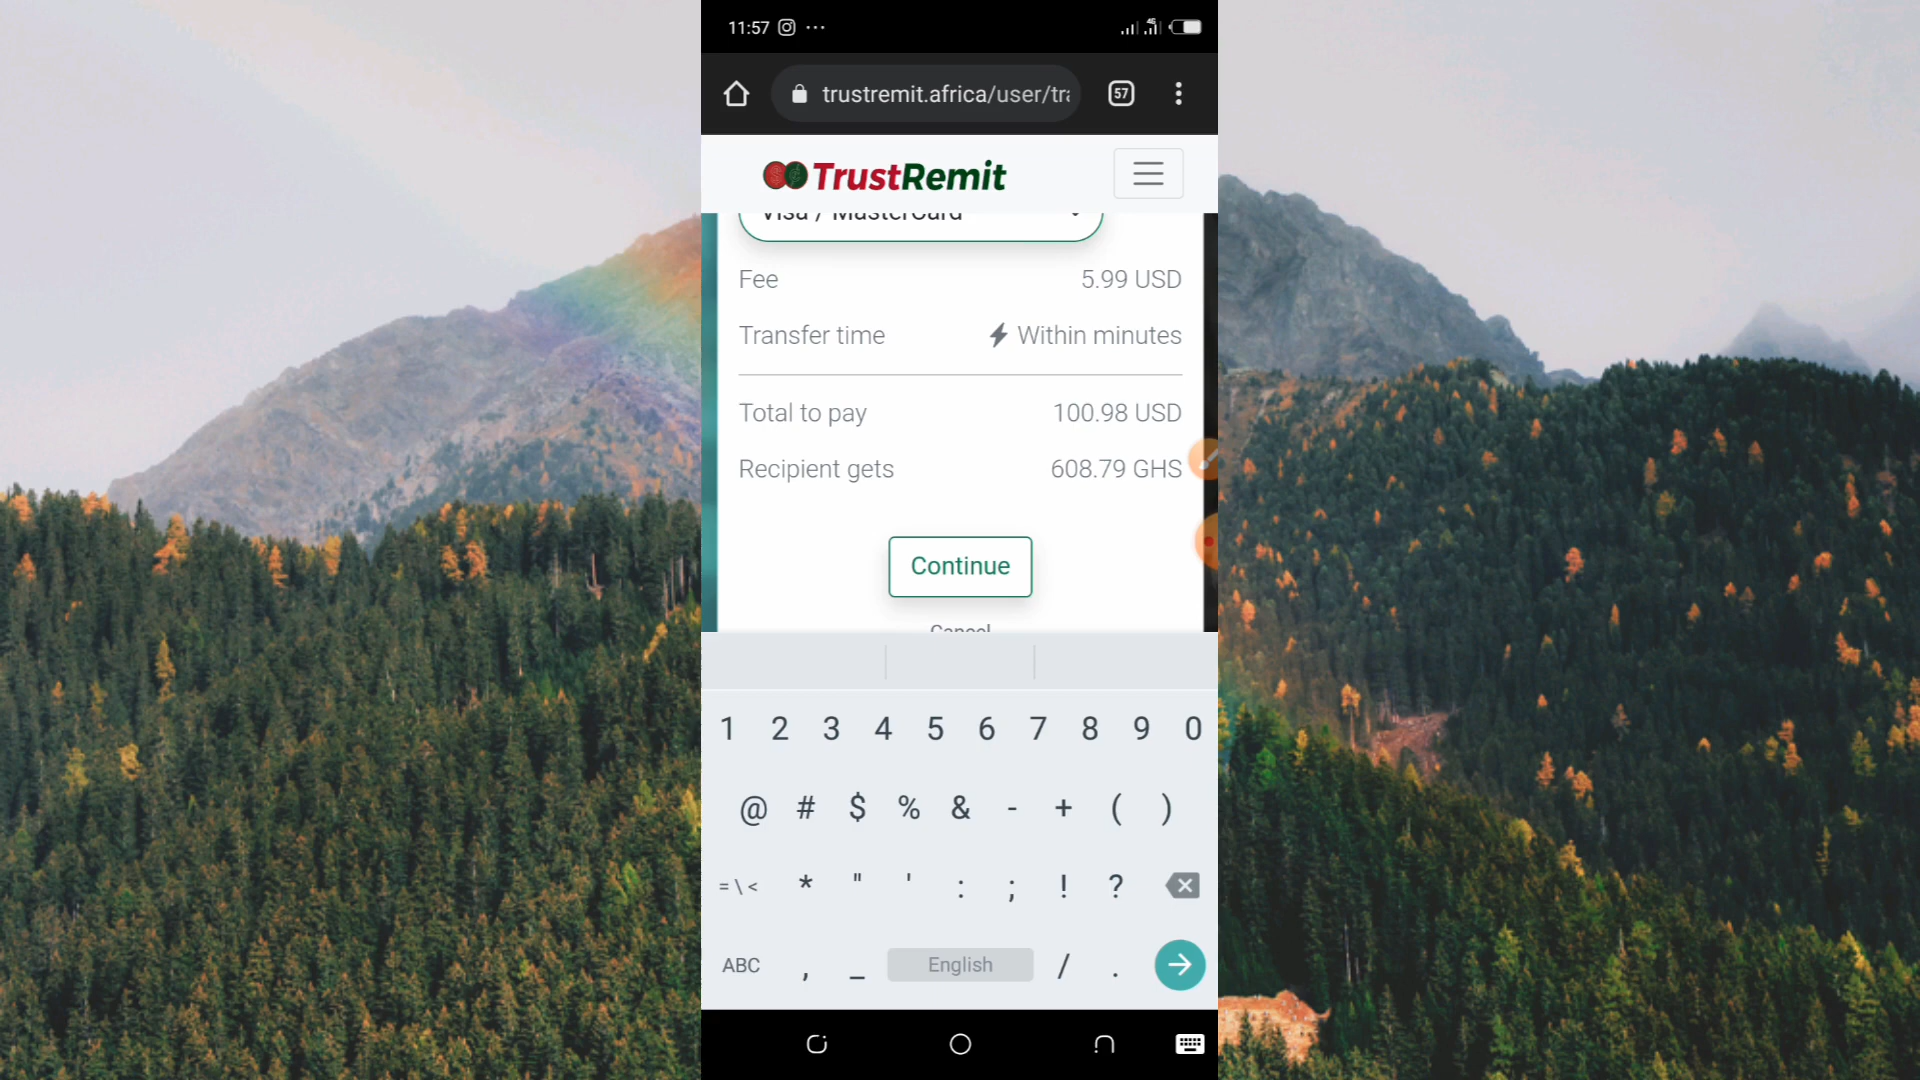 11:57
4G
trustremit.africa/user/tra
57
TrustRemit
Visa / MasterCard
Fee 5.99 USD
Transfer time Within minutes
Total to pay 100.98 USD
Recipient gets 608.79 GHS
Continue
Cancel
1 2 3 4 5 6 7 8 9 0
@ # $ % & - + ( )
= \ < * " ' : ; ! ?
ABC , _ English / .